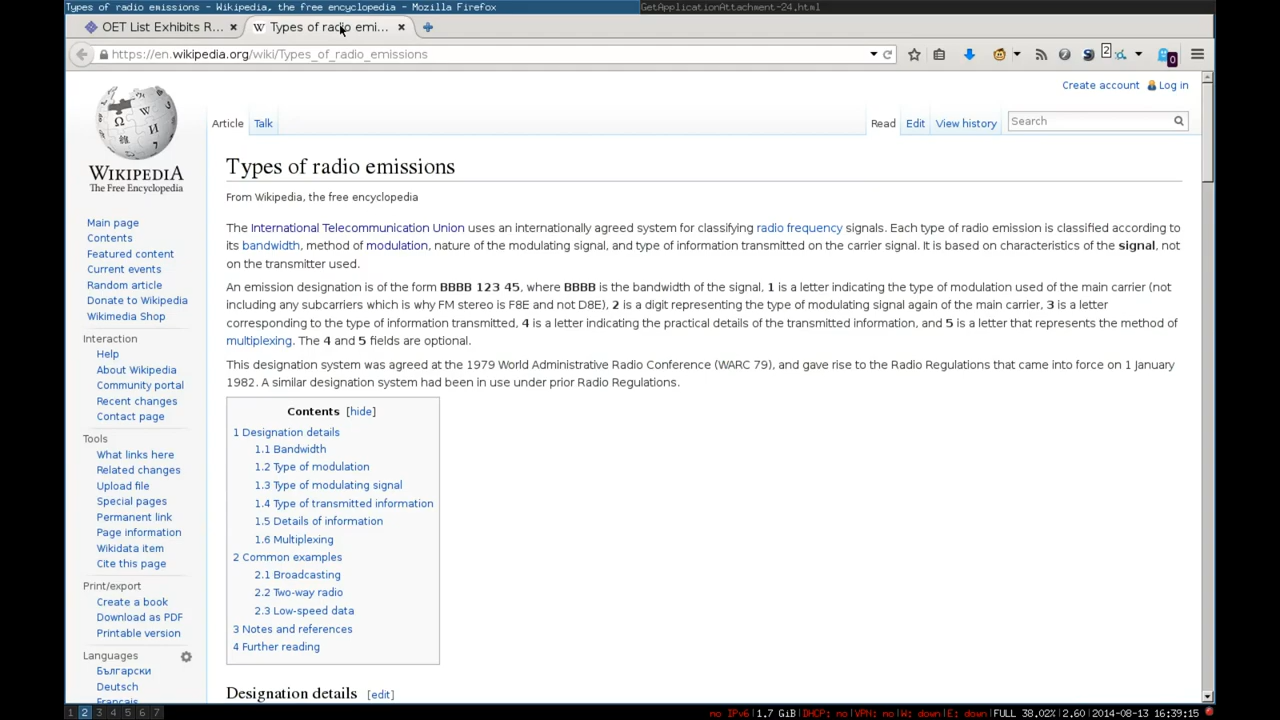 Types of radio emissions - Wikipedia, the free encyclopedia - Mozilla Firefox
GetApplicationAttachment-24.html
OET List Exhibits R...
Types of radio emi...
https://en.wikipedia.org/wiki/Types_of_radio_emissions
2
0
Create account
Log in
Article
Talk
Read
Edit
View history
Search
WIKIPEDIA
The Free Encyclopedia
Main page
Contents
Featured content
Current events
Random article
Donate to Wikipedia
Wikimedia Shop
Interaction
Help
About Wikipedia
Community portal
Recent changes
Contact page
Tools
What links here
Related changes
Upload file
Special pages
Permanent link
Page information
Wikidata item
Cite this page
Print/export
Create a book
Download as PDF
Printable version
Languages
Български
Deutsch
Français
Types of radio emissions
From Wikipedia, the free encyclopedia
The International Telecommunication Union uses an internationally agreed system for classifying radio frequency signals. Each type of radio emission is classified according to
its bandwidth, method of modulation, nature of the modulating signal, and type of information transmitted on the carrier signal. It is based on characteristics of the signal, not
on the transmitter used.
An emission designation is of the form BBBB 123 45, where BBBB is the bandwidth of the signal, 1 is a letter indicating the type of modulation used of the main carrier (not
including any subcarriers which is why FM stereo is F8E and not D8E), 2 is a digit representing the type of modulating signal again of the main carrier, 3 is a letter
corresponding to the type of information transmitted, 4 is a letter indicating the practical details of the transmitted information, and 5 is a letter that represents the method of
multiplexing. The 4 and 5 fields are optional.
This designation system was agreed at the 1979 World Administrative Radio Conference (WARC 79), and gave rise to the Radio Regulations that came into force on 1 January
1982. A similar designation system had been in use under prior Radio Regulations.
Contents [hide]
1 Designation details
1.1 Bandwidth
1.2 Type of modulation
1.3 Type of modulating signal
1.4 Type of transmitted information
1.5 Details of information
1.6 Multiplexing
2 Common examples
2.1 Broadcasting
2.2 Two-way radio
2.3 Low-speed data
3 Notes and references
4 Further reading
Designation details [edit]
1 2 3 4 5 6 7
no IPv6|1.7 GiB|DHCP: no|VPN: no|W: down|E: down|FULL 38.02%|2.60|2014-08-13 16:39:15